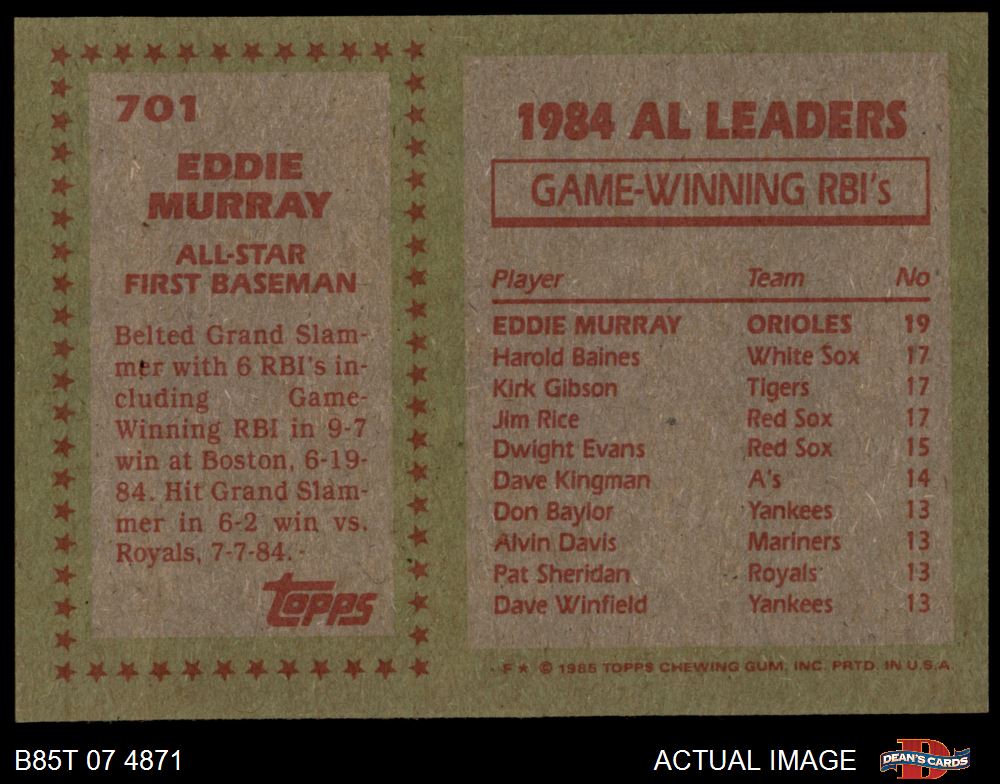 701
EDDIE
MURRAY
ALL-STAR
FIRST BASEMAN
Belted Grand Slam-
mer with 6 RBI's in-
cluding Game-
Winning RBI in 9-7
win at Boston, 6-19-
84. Hit Grand Slam-
mer in 6-2 win vs.
Royals, 7-7-84.
topps
1984 AL LEADERS
GAME-WINNING RBI's
Player Team No
EDDIE MURRAY ORIOLES 19
Harold Baines White Sox 17
Kirk Gibson Tigers 17
Jim Rice Red Sox 17
Dwight Evans Red Sox 15
Dave Kingman A's 14
Don Baylor Yankees 13
Alvin Davis Mariners 13
Pat Sheridan Royals 13
Dave Winfield Yankees 13
F★ © 1985 TOPPS CHEWING GUM, INC. PRTD. IN U.S.A.
B85T 07 4871 ACTUAL IMAGE
D
DEAN'S CARDS